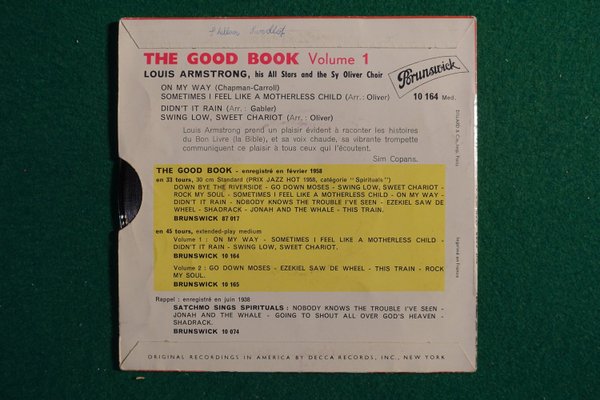 THE GOOD BOOK Volume 1
LOUIS ARMSTRONG, his All Stars and the Sy Oliver Choir
Brunswick
10 164 Med.
ON MY WAY (Chapman-Carroll)
SOMETIMES I FEEL LIKE A MOTHERLESS CHILD (Arr.: Oliver)
DIDN'T IT RAIN (Arr.: Gabler)
SWING LOW, SWEET CHARIOT (Arr.: Oliver)
Louis Armstrong prend un plaisir évident à raconter les histoires
du Bon Livre (la Bible), et sa voix chaude, sa vibrante trompette
communiquent ce plaisir à tous ceux qui l'écoutent.
Sim Copans.
THE GOOD BOOK - enregistré en février 1958
en 33 tours, 30 cm Standard (PRIX JAZZ HOT 1958, catégorie "Spirituals")
DOWN BYE THE RIVERSIDE - GO DOWN MOSES - SWING LOW, SWEET CHARIOT -
ROCK MY SOUL - SOMETIMES I FEEL LIKE A MOTHERLESS CHILD - ON MY WAY -
DIDN'T IT RAIN - NOBODY KNOWS THE TROUBLE I'VE SEEN - EZEKIEL SAW DE
WHEEL - SHADRACK - JONAH AND THE WHALE - THIS TRAIN.
BRUNSWICK 87 017
en 45 tours, extended-play medium
Volume 1 : ON MY WAY - SOMETIMES I FEEL LIKE A MOTHERLESS CHILD -
DIDN'T IT RAIN - SWING LOW, SWEET CHARIOT.
BRUNSWICK 10 164
Volume 2 : GO DOWN MOSES - EZEKIEL SAW DE WHEEL - THIS TRAIN - ROCK
MY SOUL.
BRUNSWICK 10 165
Rappel : enregistré en juin 1938
SATCHMO SINGS SPIRITUALS : NOBODY KNOWS THE TROUBLE I'VE SEEN -
JONAH AND THE WHALE - GOING TO SHOUT ALL OVER GOD'S HEAVEN -
SHADRACK.
BRUNSWICK 10 074
ORIGINAL RECORDINGS IN AMERICA BY DECCA RECORDS, INC., NEW YORK
Imprimé en France